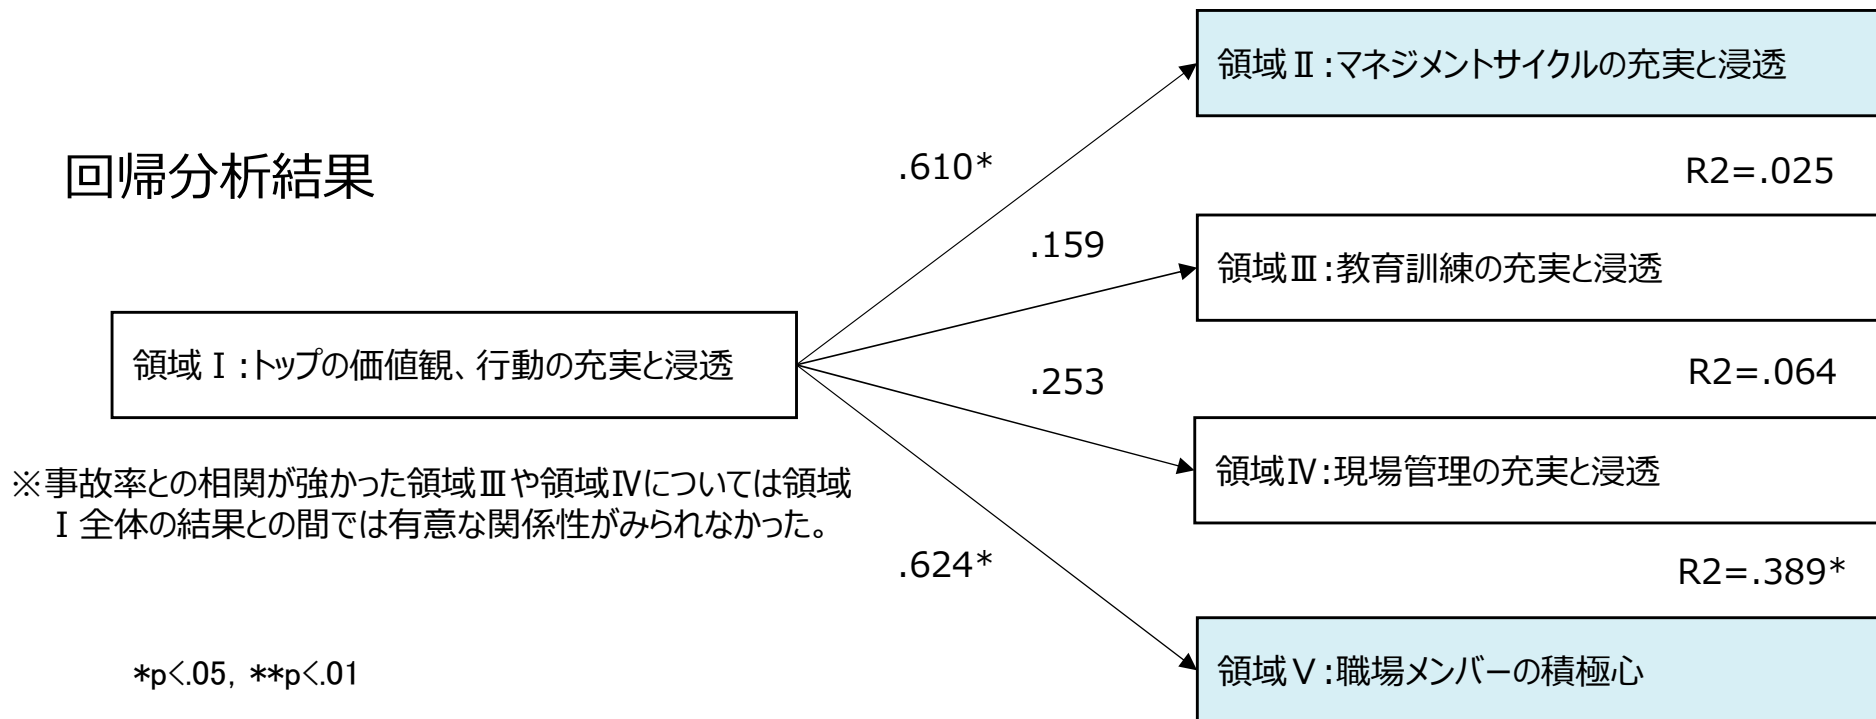 領域Ⅱ:マネジメントサイクルの充実と浸透
回帰分析結果
.610*
R2=.025
.159
領域Ⅲ:教育訓練の充実と浸透
領域Ⅰ:トップの価値観、行動の充実と浸透
.253
R2=.064
領域Ⅳ:現場管理の充実と浸透
※事故率との相関が強かった領域Ⅲや領域Ⅳについては領域
Ⅰ全体の結果との間では有意な関係性がみられなかった。
.624*
R2=.389*
領域Ⅴ:職場メンバーの積極心
*p<.05, **p<.01